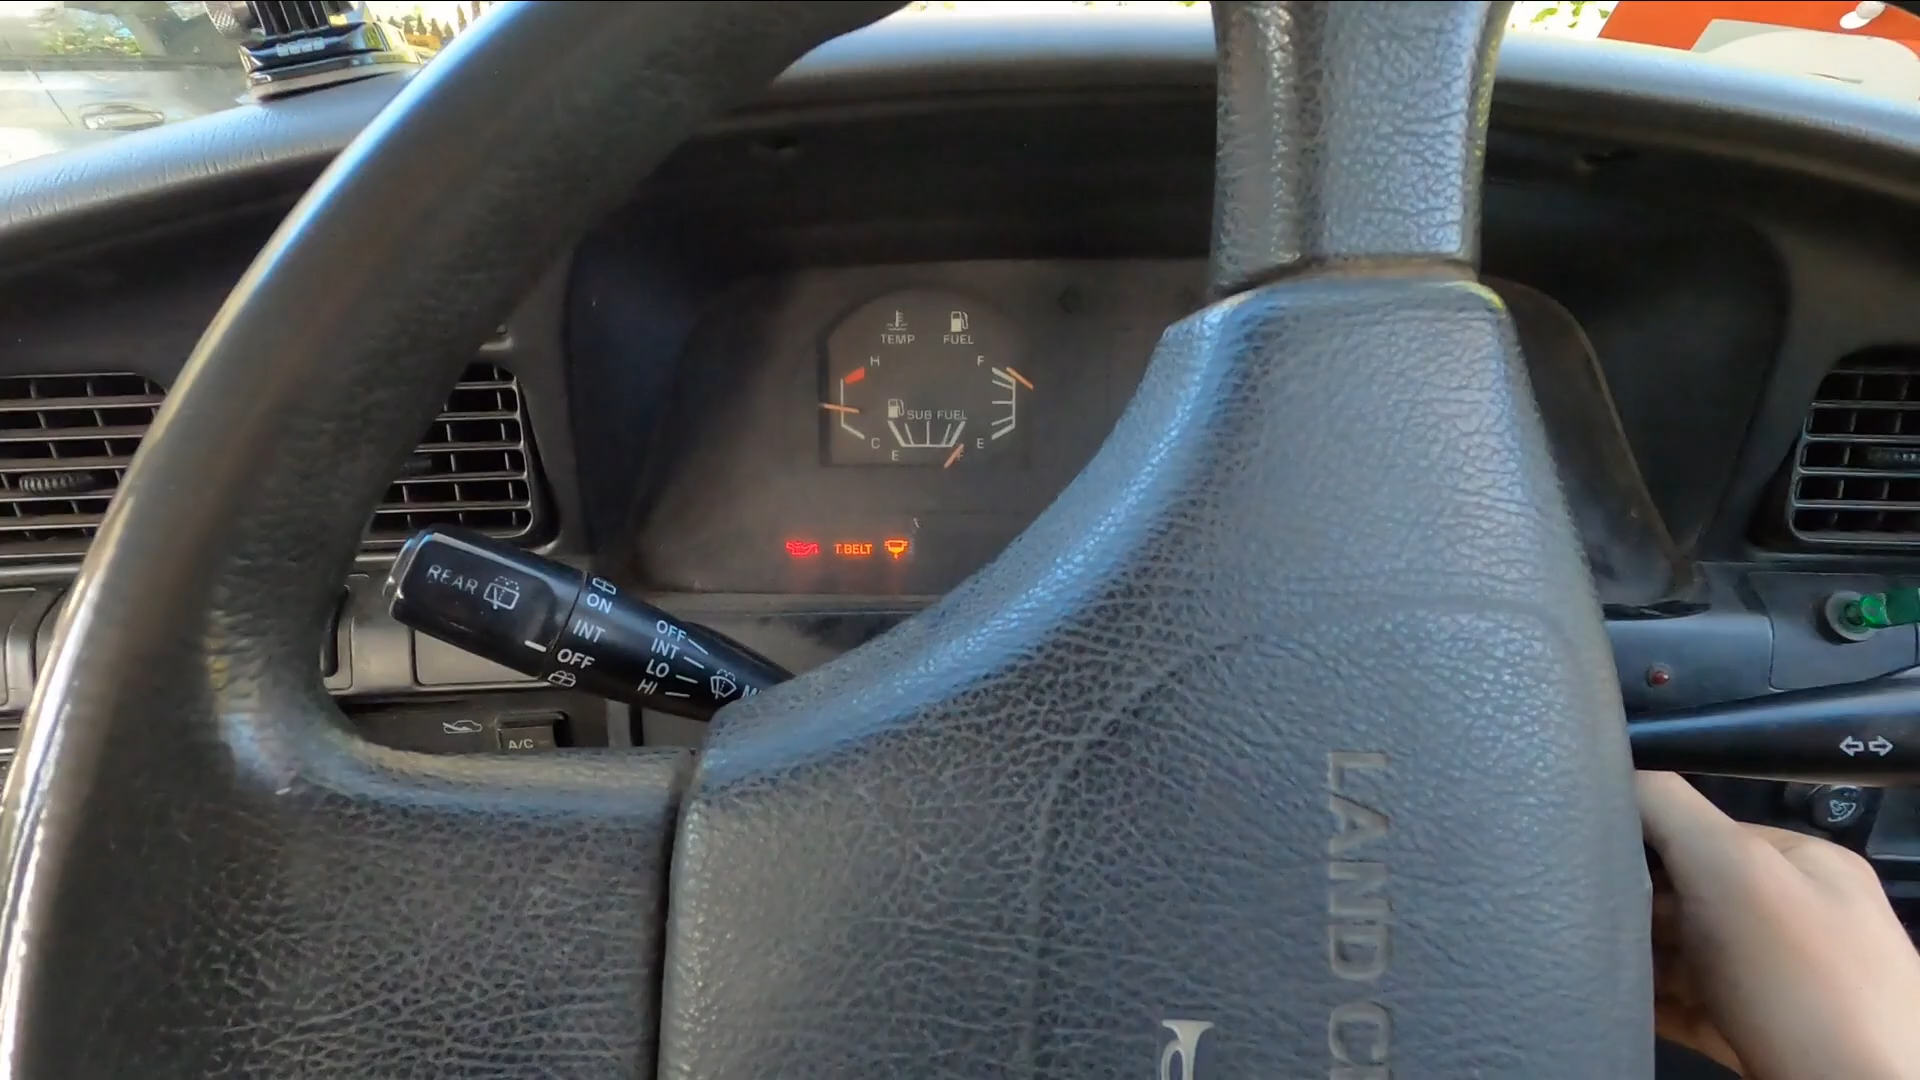 TEMP FUEL
H F
SUB FUEL
C E
E F
T.BELT
REAR
ON
INT
OFF
OFF
INT
LO
HI
A/C
LAND C